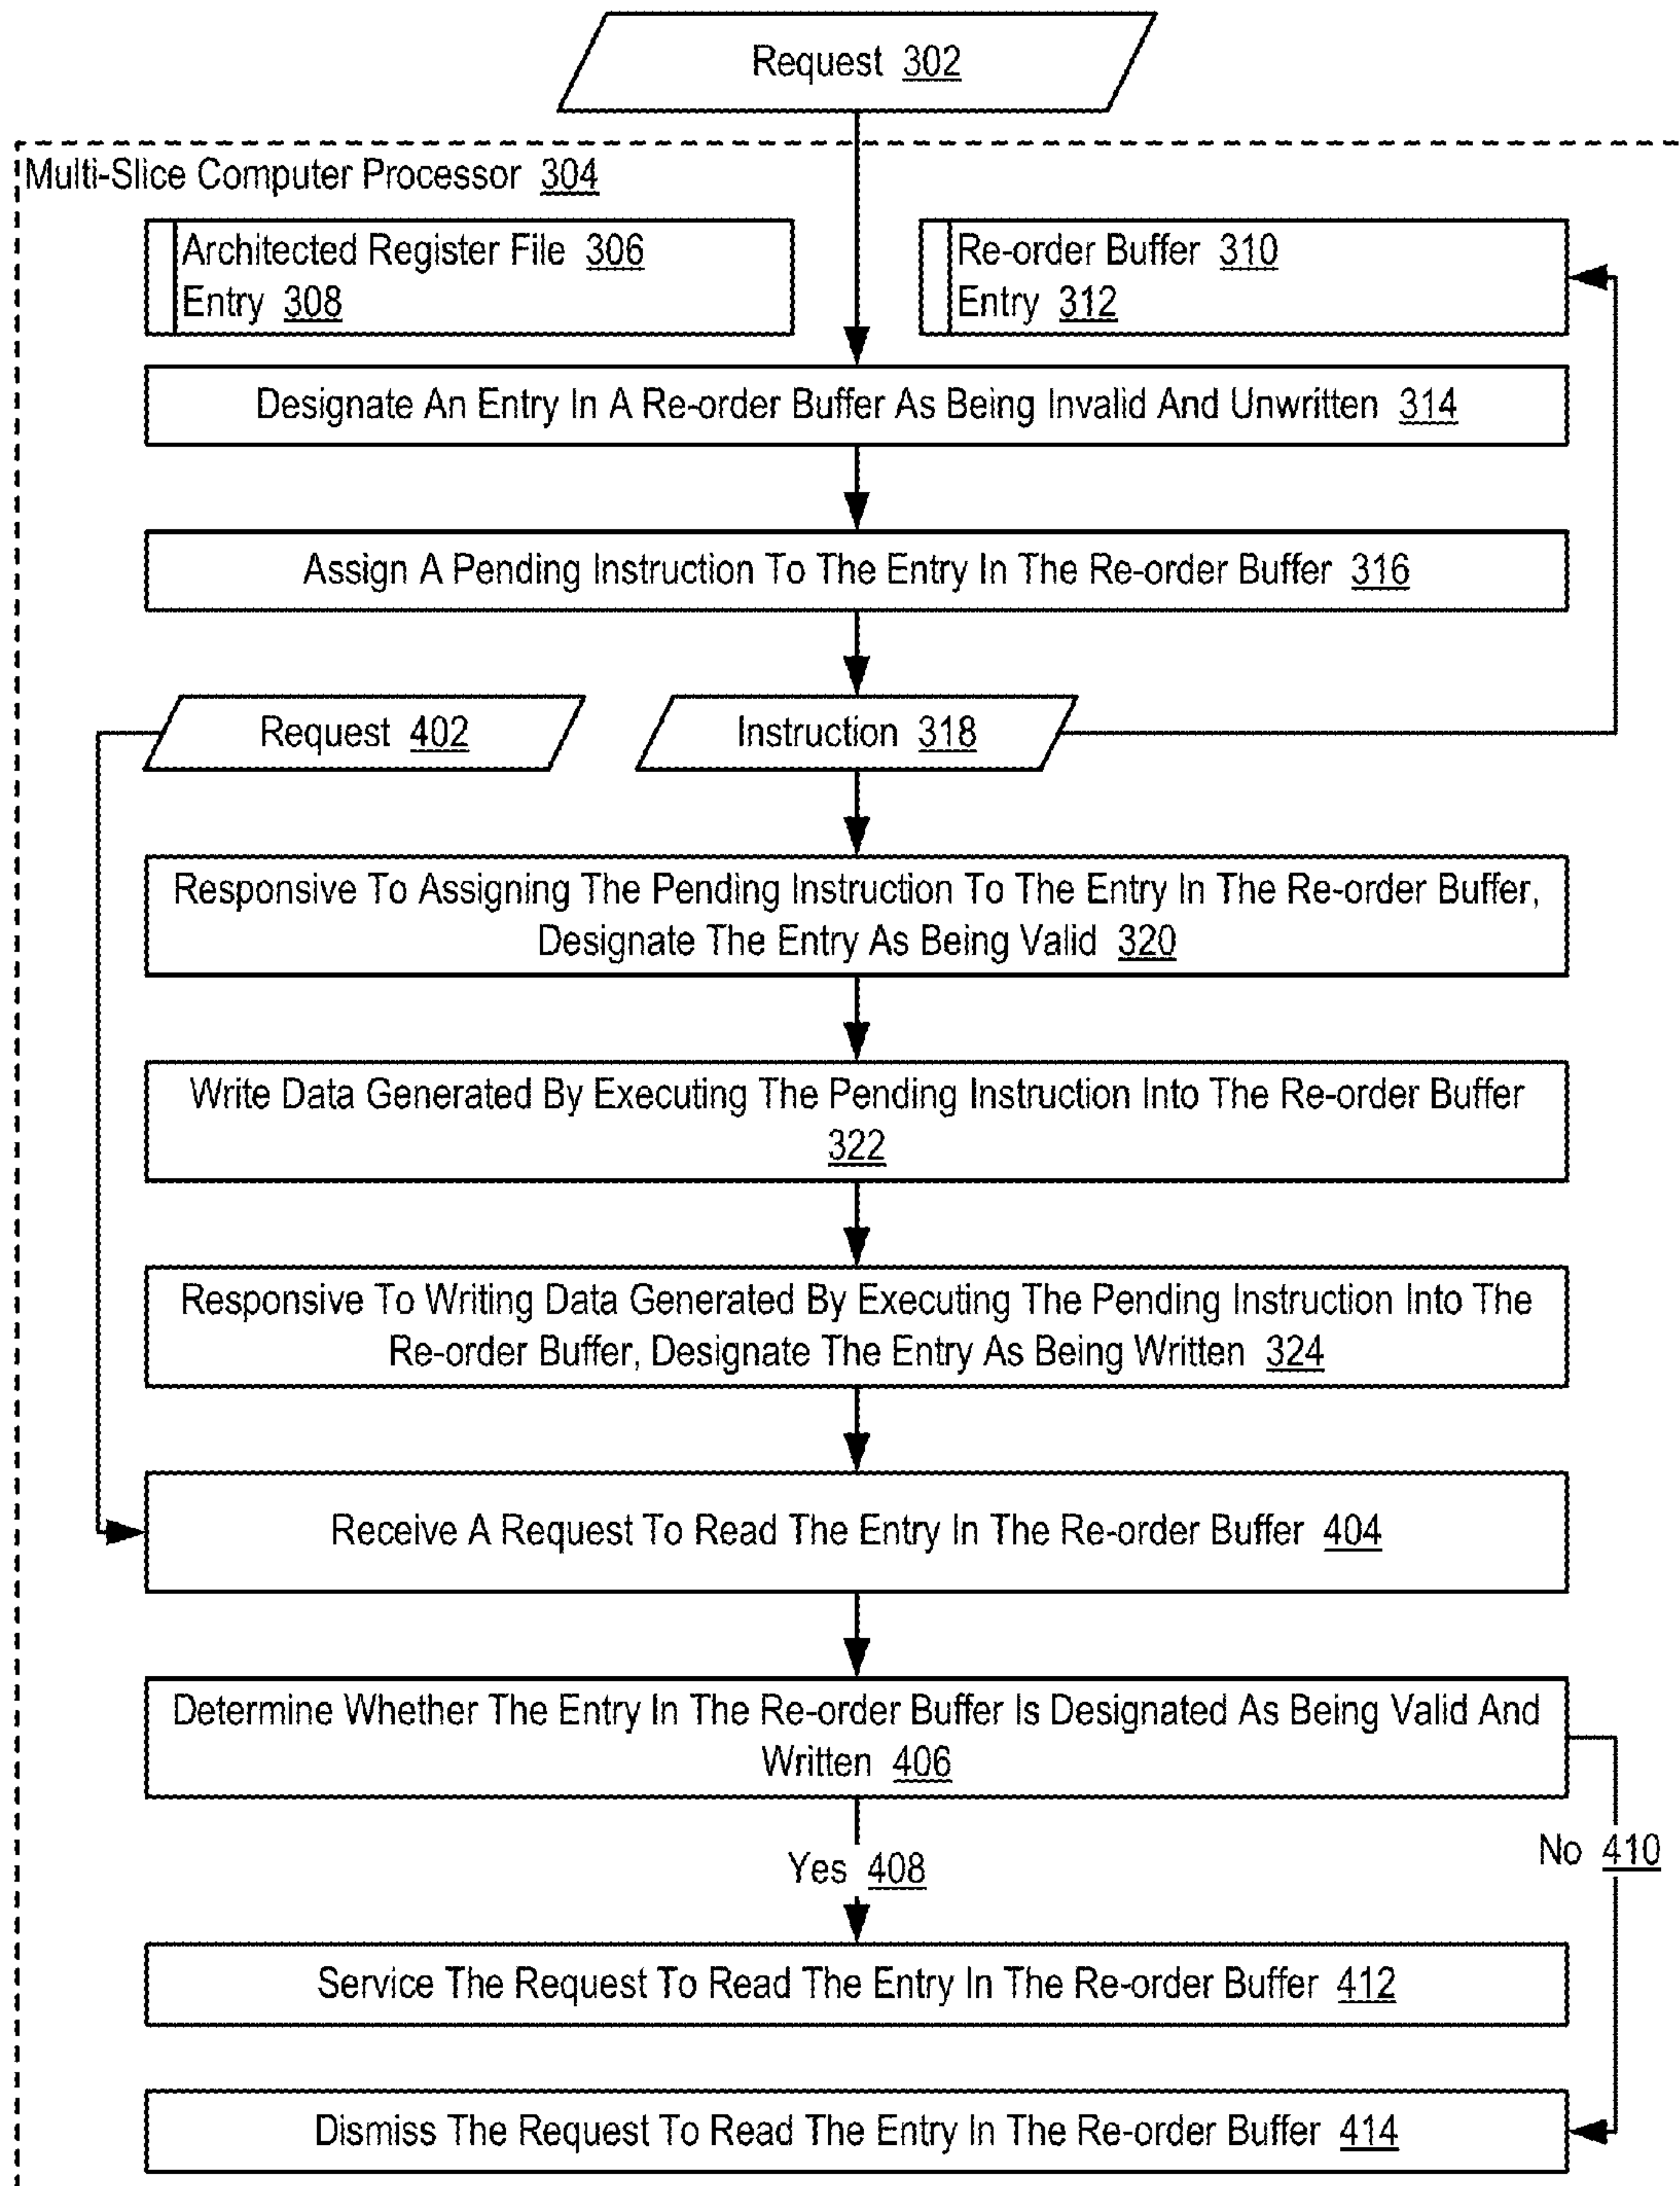 Request 302
Multi-Slice Computer Processor 304
Architected Register File 306
Entry 308
Re-order Buffer 310
Entry 312
Designate An Entry In A Re-order Buffer As Being Invalid And Unwritten 314
Assign A Pending Instruction To The Entry In The Re-order Buffer 316
Request 402
Instruction 318
Responsive To Assigning The Pending Instruction To The Entry In The Re-order Buffer,
Designate The Entry As Being Valid 320
Write Data Generated By Executing The Pending Instruction Into The Re-order Buffer
322
Responsive To Writing Data Generated By Executing The Pending Instruction Into The
Re-order Buffer, Designate The Entry As Being Written 324
Receive A Request To Read The Entry In The Re-order Buffer 404
Determine Whether The Entry In The Re-order Buffer Is Designated As Being Valid And
Written 406
Yes 408
No 410
Service The Request To Read The Entry In The Re-order Buffer 412
Dismiss The Request To Read The Entry In The Re-order Buffer 414